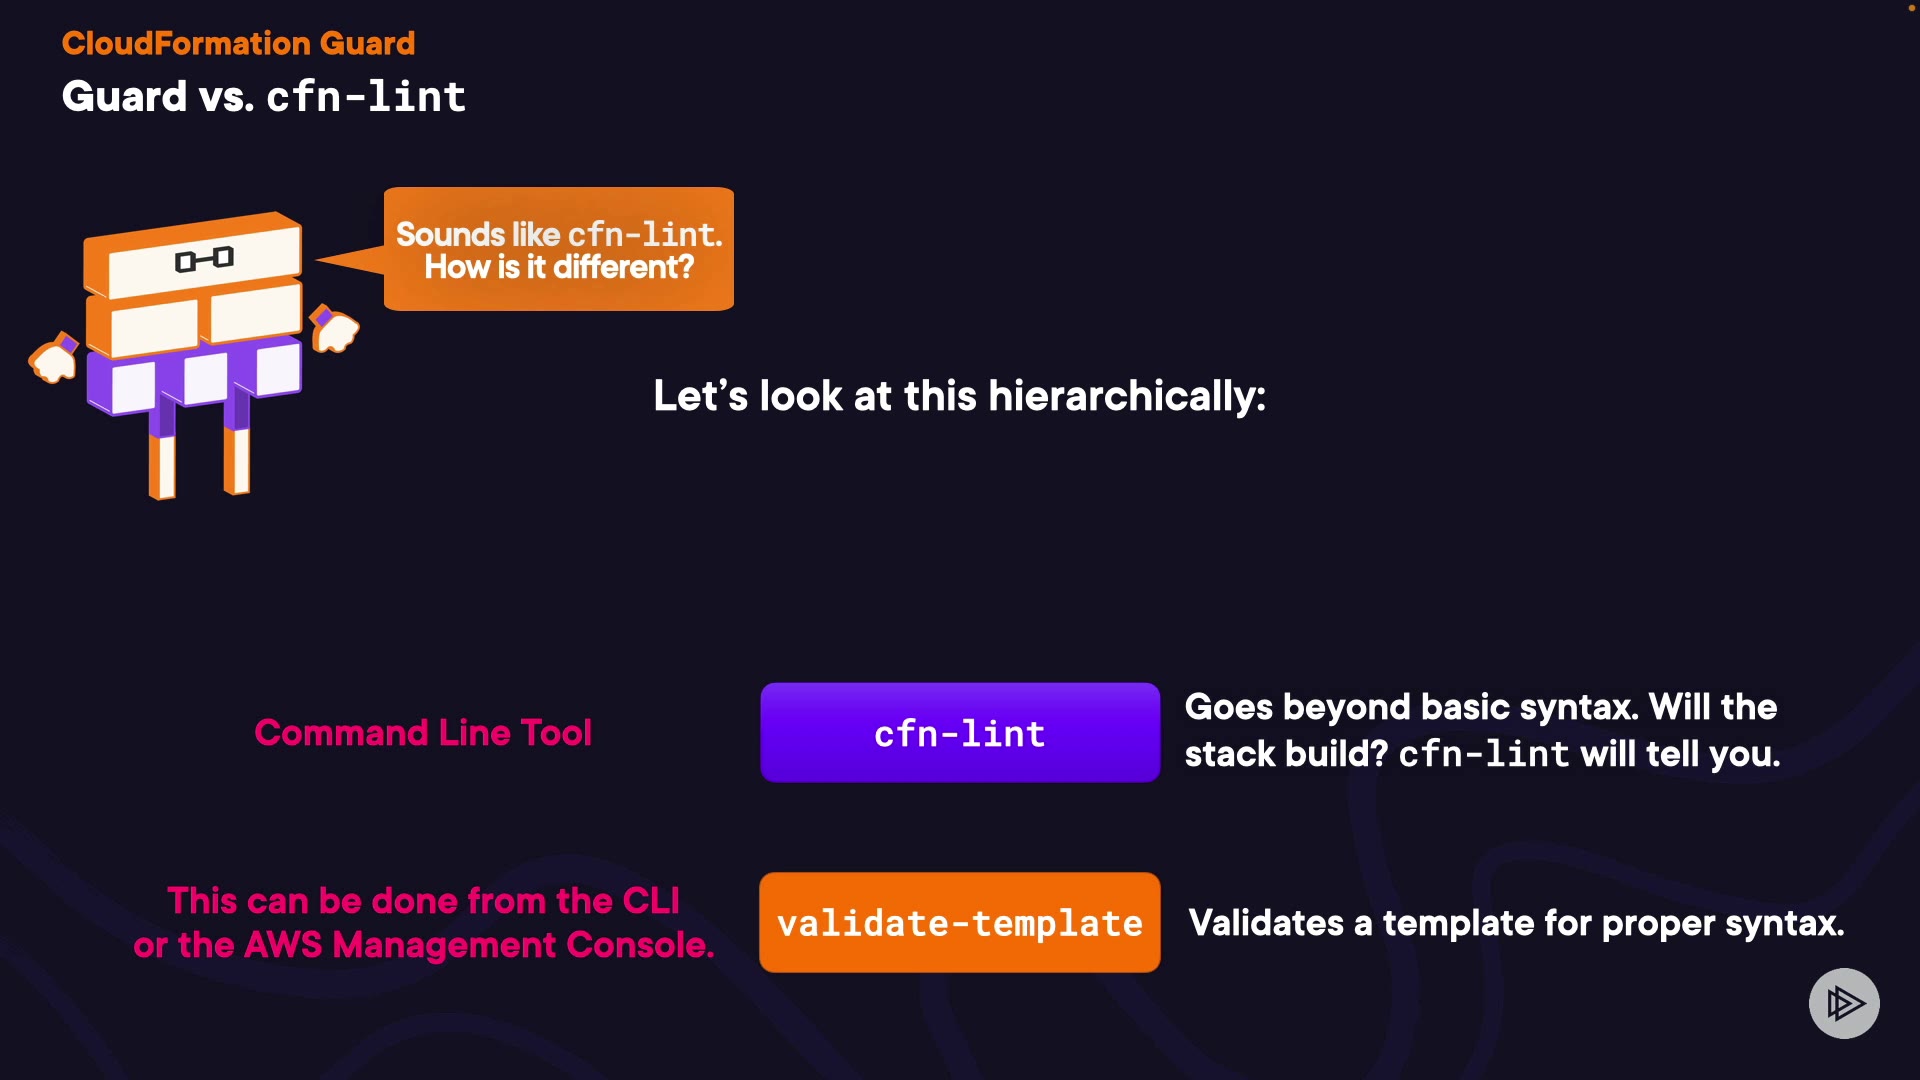 CloudFormation Guard
Guard vs. cfn-lint
Sounds like cfn-lint.
How is it different?
Let’s look at this hierarchically:
Command Line Tool
cfn-lint
Goes beyond basic syntax. Will the
stack build? cfn-lint will tell you.
This can be done from the CLI
or the AWS Management Console.
validate-template
Validates a template for proper syntax.